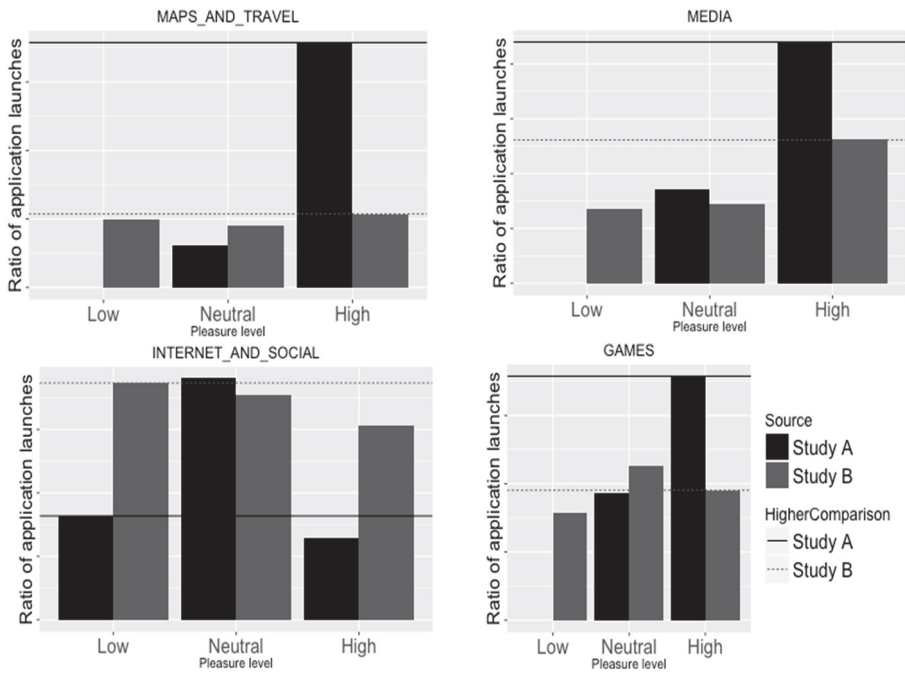 MAPS_AND_TRAVEL
Ratio of application launches
Low Neutral High
Pleasure level
MEDIA
Ratio of application launches
Low Neutral High
Pleasure level
INTERNET_AND_SOCIAL
Ratio of application launches
Low Neutral High
Pleasure level
GAMES
Ratio of application launches
Low Neutral High
Pleasure level
Source
Study A
Study B
HigherComparison
Study A
Study B